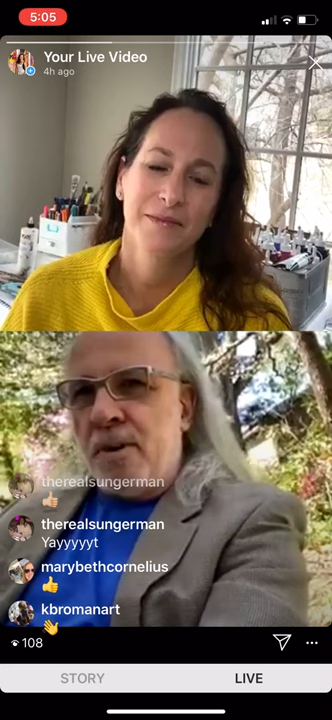 5:05
Your Live Video
4h ago
therealsungerman
👍🏻
therealsungerman
Yayyyyyt
marybethcornelius
👍
kbromanart
👋
108
STORY
LIVE